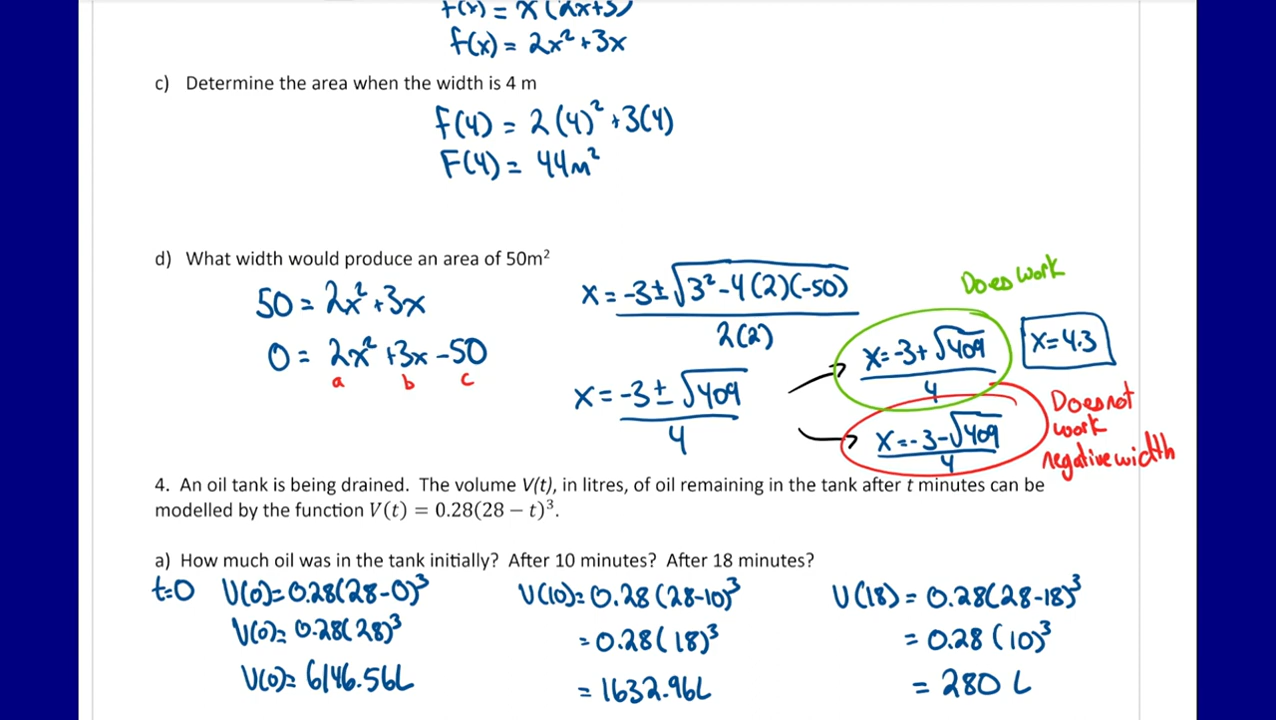 f(x) = x(2x+3)
f(x) = 2x² + 3x
c) Determine the area when the width is 4 m
f(4) = 2(4)² + 3(4)
F(4) = 44m²
d) What width would produce an area of 50m²
50 = 2x² + 3x
0 = 2x² + 3x - 50
a b c
x = -3 ± √(3² - 4(2)(-50)) / 2(2)
x = -3 ± √409 / 4
Does work
x = -3 + √409 / 4
x = 4.3
x = -3 - √409 / 4
Does not
work
negative width
4. An oil tank is being drained. The volume V(t), in litres, of oil remaining in the tank after t minutes can be
modelled by the function V(t) = 0.28(28 − t)³.
a) How much oil was in the tank initially? After 10 minutes? After 18 minutes?
t=0 V(0) = 0.28(28-0)³ V(10) = 0.28(28-10)³ V(18) = 0.28(28-18)³
V(0) = 0.28(28)³ = 0.28(18)³ = 0.28(10)³
V(0) = 6146.56L = 1632.96L = 280 L